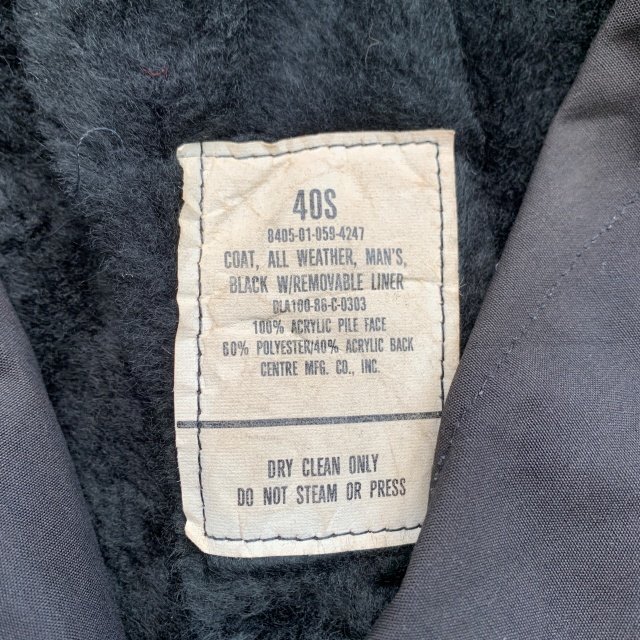 40S
8405-01-059-4247
COAT, ALL WEATHER, MAN'S,
BLACK W/REMOVABLE LINER
DLA100-86-C-0303
100% ACRYLIC PILE FACE
60% POLYESTER/40% ACRYLIC BACK
CENTRE MFG. CO., INC.
DRY CLEAN ONLY
DO NOT STEAM OR PRESS